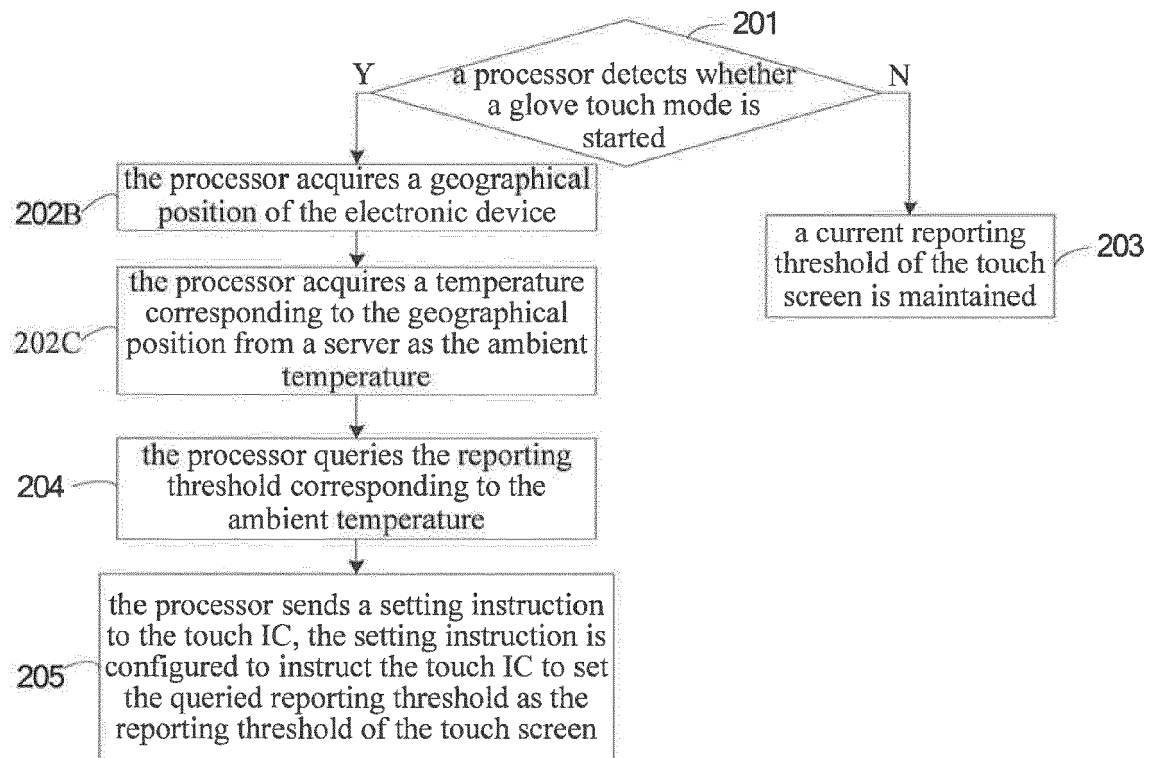 201
a processor detects whether
a glove touch mode is
started
Y
N
the processor acquires a geographical
position of the electronic device
202B
a current reporting
threshold of the touch
screen is maintained
203
the processor acquires a temperature
corresponding to the geographical
position from a server as the ambient
temperature
202C
the processor queries the reporting
threshold corresponding to the
ambient temperature
204
the processor sends a setting instruction
to the touch IC, the setting instruction is
configured to instruct the touch IC to set
the queried reporting threshold as the
reporting threshold of the touch screen
205